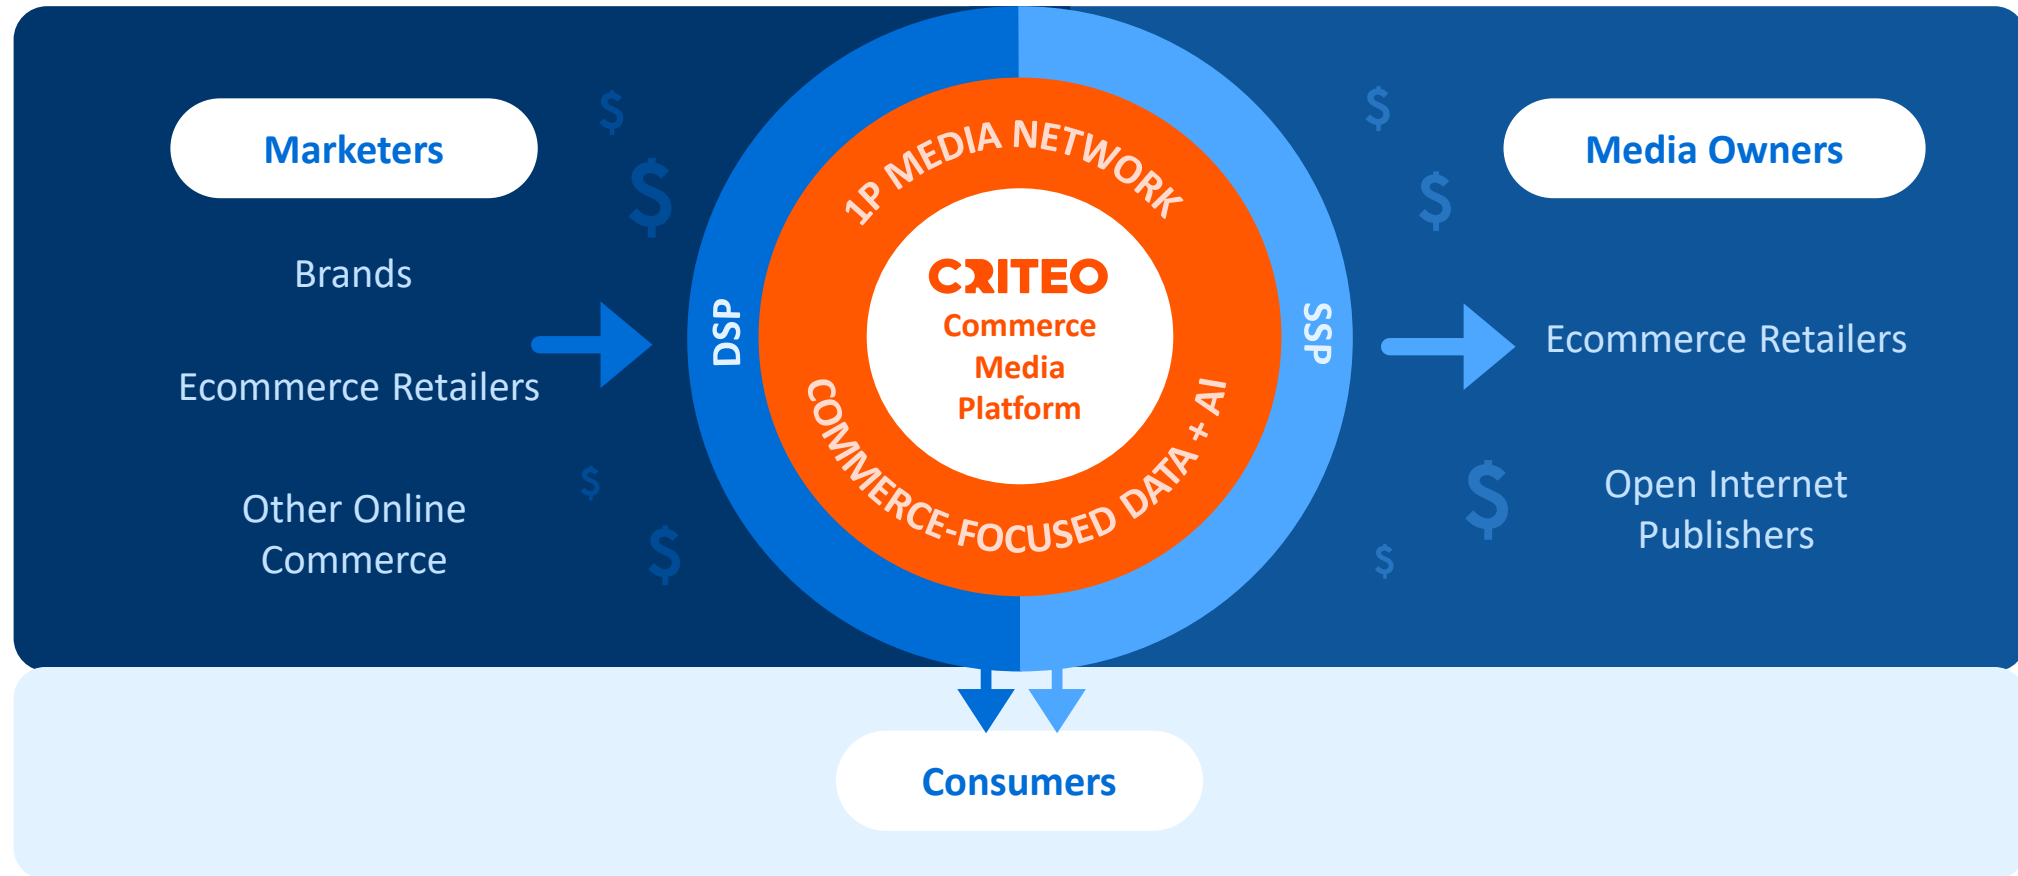 Marketers
Brands
Ecommerce Retailers
Other Online
Commerce
$
$
$
$
DSP
1P MEDIA NETWORK
CRITEO
Commerce
Media
Platform
COMMERCE-FOCUSED DATA + AI
SSP
$
$
$
$
Media Owners
Ecommerce Retailers
Open Internet
Publishers
Consumers